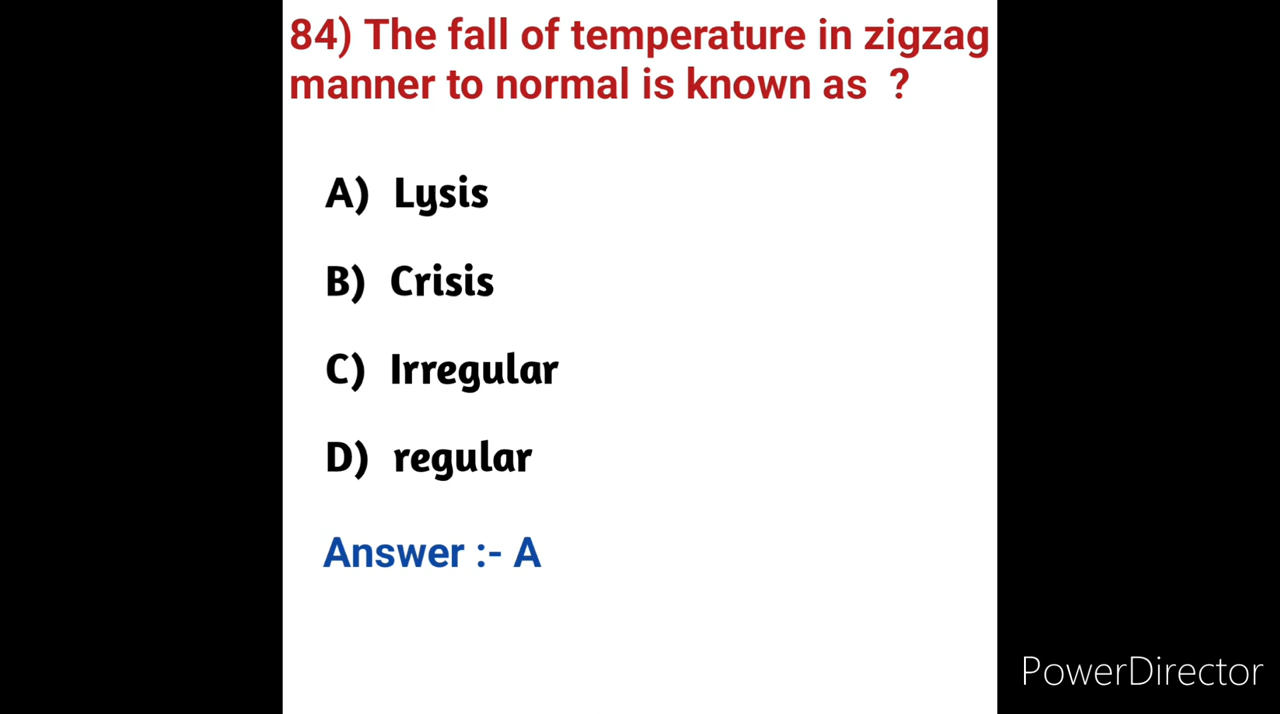 84) The fall of temperature in zigzag
manner to normal is known as ?
A) Lysis
B) Crisis
C) Irregular
D) regular
Answer :- A
PowerDirector